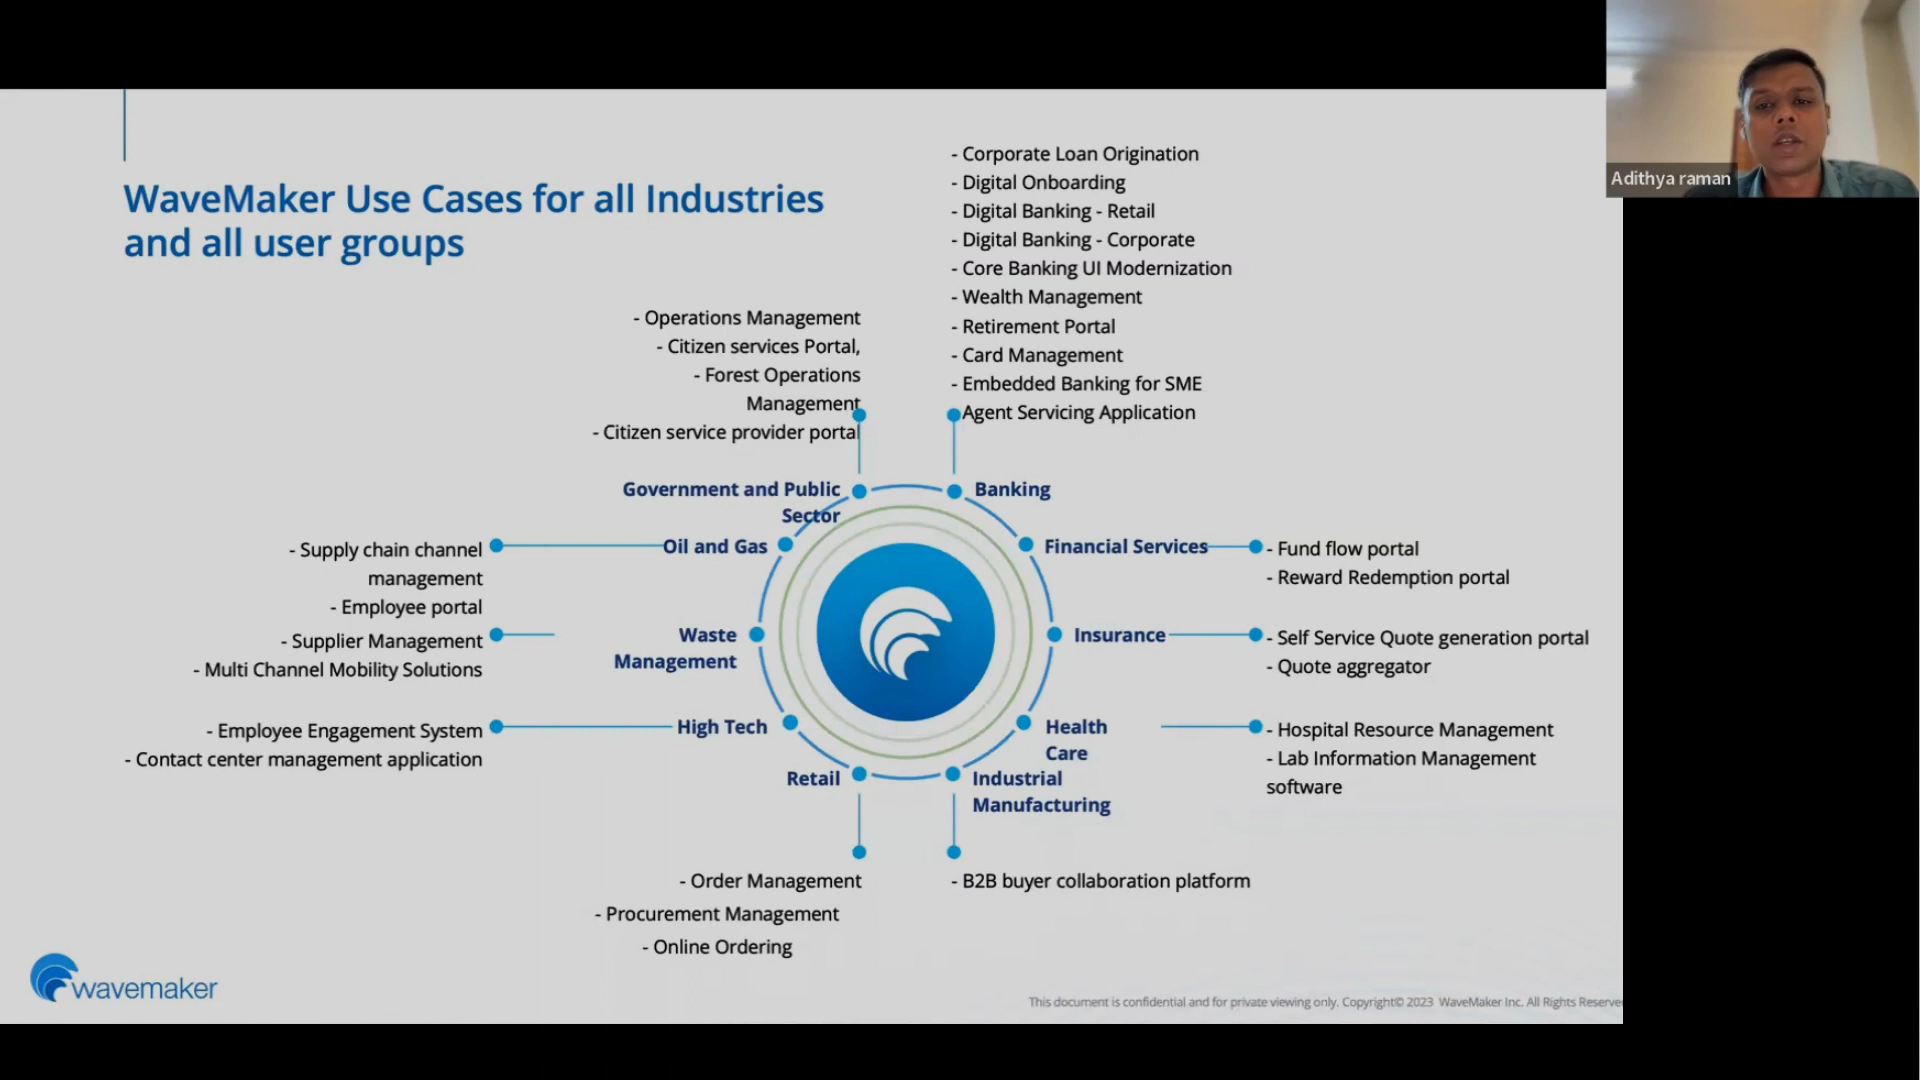 Adithya raman
WaveMaker Use Cases for all Industries
and all user groups
- Corporate Loan Origination
- Digital Onboarding
- Digital Banking - Retail
- Digital Banking - Corporate
- Core Banking UI Modernization
- Wealth Management
- Retirement Portal
- Card Management
- Embedded Banking for SME
Agent Servicing Application
- Operations Management
- Citizen services Portal,
- Forest Operations
Management
- Citizen service provider portal
Government and Public
Sector
Banking
- Supply chain channel
management
- Employee portal
Oil and Gas
Financial Services
- Fund flow portal
- Reward Redemption portal
- Supplier Management
- Multi Channel Mobility Solutions
Waste
Management
Insurance
- Self Service Quote generation portal
- Quote aggregator
- Employee Engagement System
- Contact center management application
High Tech
Health
Care
- Hospital Resource Management
- Lab Information Management
software
Retail
Industrial
Manufacturing
- Order Management
- Procurement Management
- Online Ordering
- B2B buyer collaboration platform
wavemaker
This document is confidential and for private viewing only. Copyright© 2023 WaveMaker Inc. All Rights Reserve